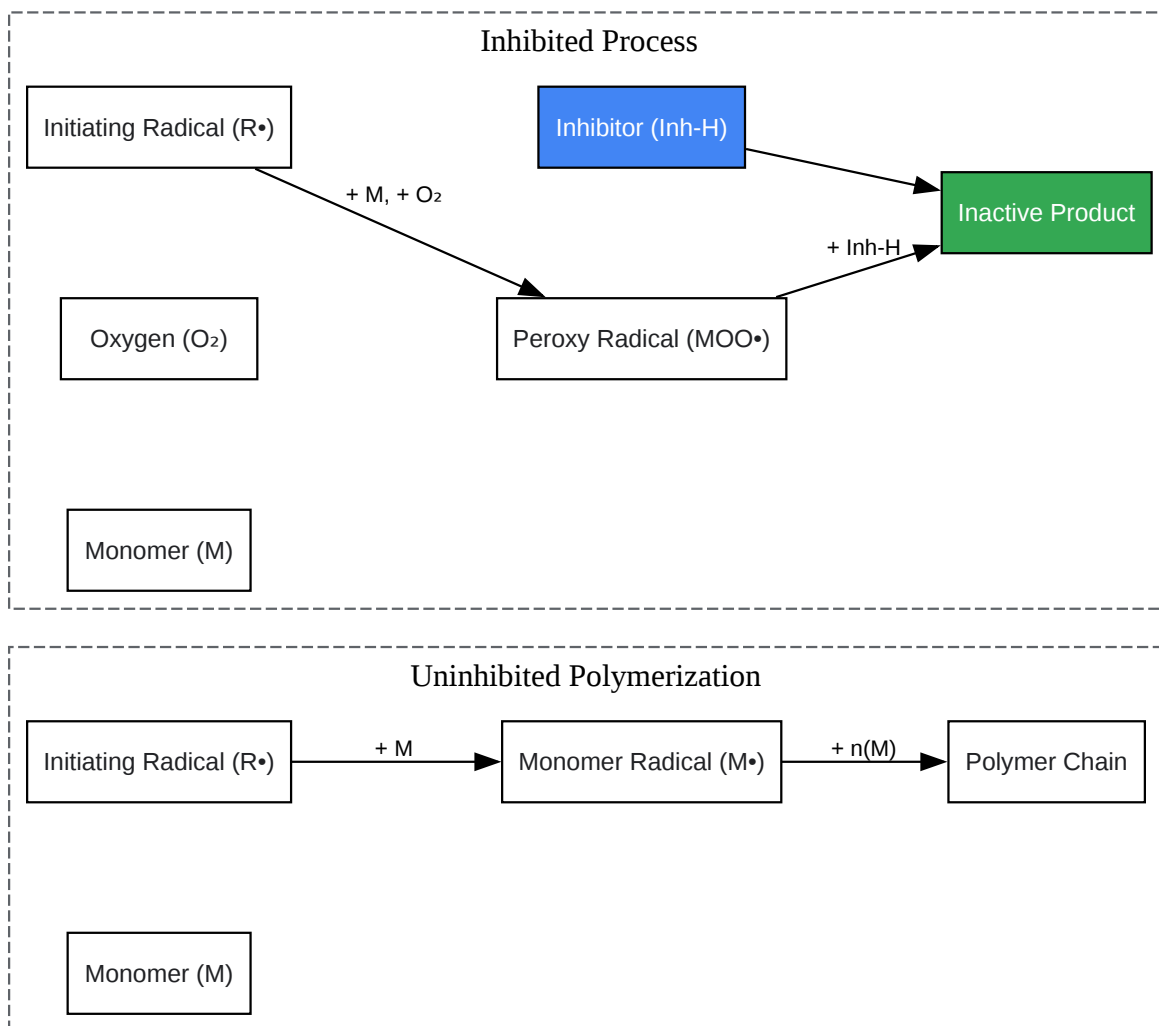 Inhibited Process
Initiating Radical (R•)
Inhibitor (Inh-H)
+ M, + O₂
Inactive Product
+ Inh-H
Oxygen (O₂)
Peroxy Radical (MOO•)
Monomer (M)
Uninhibited Polymerization
Initiating Radical (R•)
+ M
Monomer Radical (M•)
+ n(M)
Polymer Chain
Monomer (M)